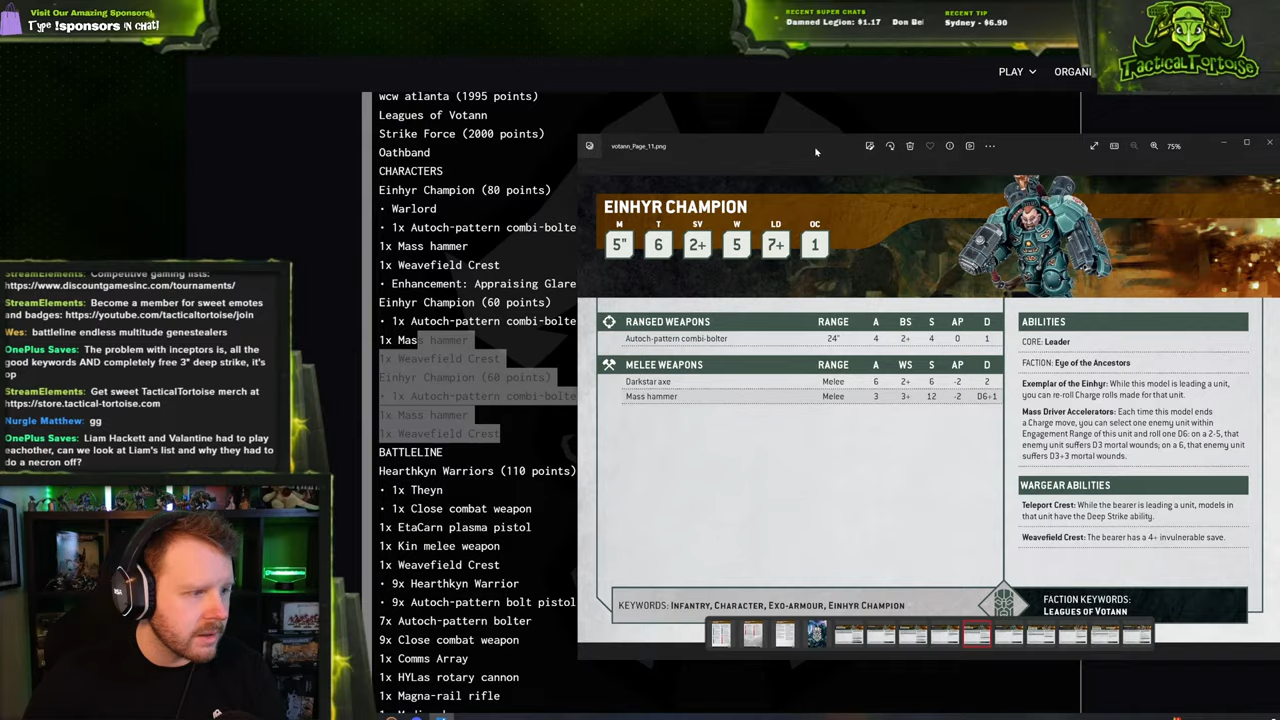 Visit Our Amazing Sponsors!
Type !sponsors in chat!
RECENT SUPER CHATS
Damned Legion: $1.17 Don Bel
RECENT TIP
Sydney - $6.90
TacticalTortoise
PLAY
ORGANI
wcw atlanta (1995 points)
Leagues of Votann
Strike Force (2000 points)
Oathband
CHARACTERS
Einhyr Champion (80 points)
• Warlord
• 1x Autoch-pattern combi-bolte
1x Mass hammer
1x Weavefield Crest
• Enhancement: Appraising Glare
Einhyr Champion (60 points)
• 1x Autoch-pattern combi-bolte
1x Mass hammer
1x Weavefield Crest
Einhyr Champion (60 points)
• 1x Autoch-pattern combi-bolte
1x Mass hammer
1x Weavefield Crest
BATTLELINE
Hearthkyn Warriors (110 points)
• 1x Theyn
• 1x Close combat weapon
1x EtaCarn plasma pistol
1x Kin melee weapon
1x Weavefield Crest
• 9x Hearthkyn Warrior
• 9x Autoch-pattern bolt pistol
7x Autoch-pattern bolter
9x Close combat weapon
1x Comms Array
1x HYLas rotary cannon
1x Magna-rail rifle
StreamElements: Competitive gaming lists:
https://www.discountgamesinc.com/tournaments/
StreamElements: Become a member for sweet emotes
and badges: https://youtube.com/tacticaltortoise/join
Wes: battleline endless multitude genestealers
OnePlus Saves: The problem with inceptors is, all the
good keywords AND completely free 3" deep strike, it's
op
StreamElements: Get sweet TacticalTortoise merch at
https://store.tactical-tortoise.com
Nurgle Matthew: gg
OnePlus Saves: Liam Hackett and Valantine had to play
eachother, can we look at Liam's list and why they had to
do a necron off?
votann_Page_11.png
75%
EINHYR CHAMPION
M T SV W LD OC
5" 6 2+ 5 7+ 1
RANGED WEAPONS RANGE A BS S AP D
Autoch-pattern combi-bolter 24" 4 2+ 4 0 1
MELEE WEAPONS RANGE A WS S AP D
Darkstar axe Melee 6 2+ 6 -2 2
Mass hammer Melee 3 3+ 12 -2 D6+1
ABILITIES
CORE: Leader
FACTION: Eye of the Ancestors
Exemplar of the Einhyr: While this model is leading a unit,
you can re-roll Charge rolls made for that unit.
Mass Driver Accelerators: Each time this model ends
a Charge move, you can select one enemy unit within
Engagement Range of this unit and roll one D6: on a 2-5, that
enemy unit suffers D3 mortal wounds; on a 6, that enemy unit
suffers D3+3 mortal wounds.
WARGEAR ABILITIES
Teleport Crest: While the bearer is leading a unit, models in
that unit have the Deep Strike ability.
Weavefield Crest: The bearer has a 4+ invulnerable save.
KEYWORDS: INFANTRY, CHARACTER, EXO-ARMOUR, EINHYR CHAMPION
FACTION KEYWORDS:
LEAGUES OF VOTANN